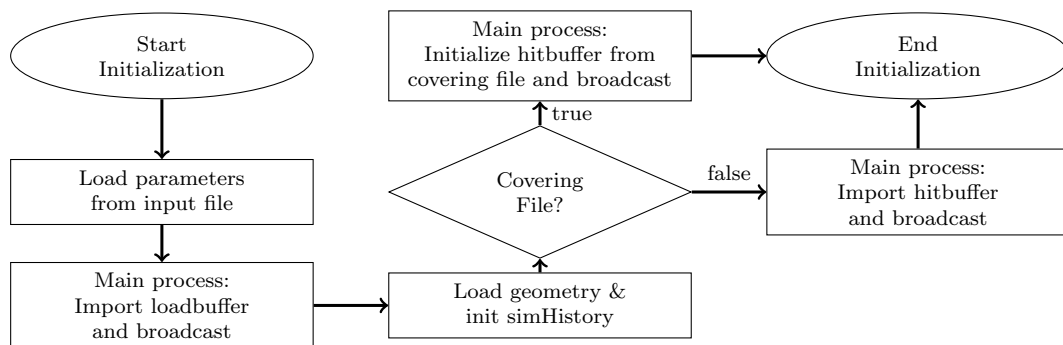 Start
Initialization
Load parameters
from input file
Main process:
Import loadbuffer
and broadcast
Load geometry &
init simHistory
Covering
File?
true
Main process:
Initialize hitbuffer from
covering file and broadcast
false
Main process:
Import hitbuffer
and broadcast
End
Initialization